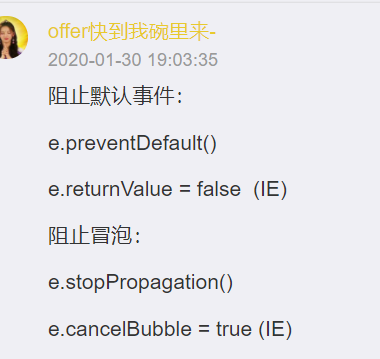 offer快到我碗里来-
2020-01-30 19:03:35
阻止默认事件：
e.preventDefault()
e.returnValue = false  (IE)
阻止冒泡：
e.stopPropagation()
e.cancelBubble = true (IE)